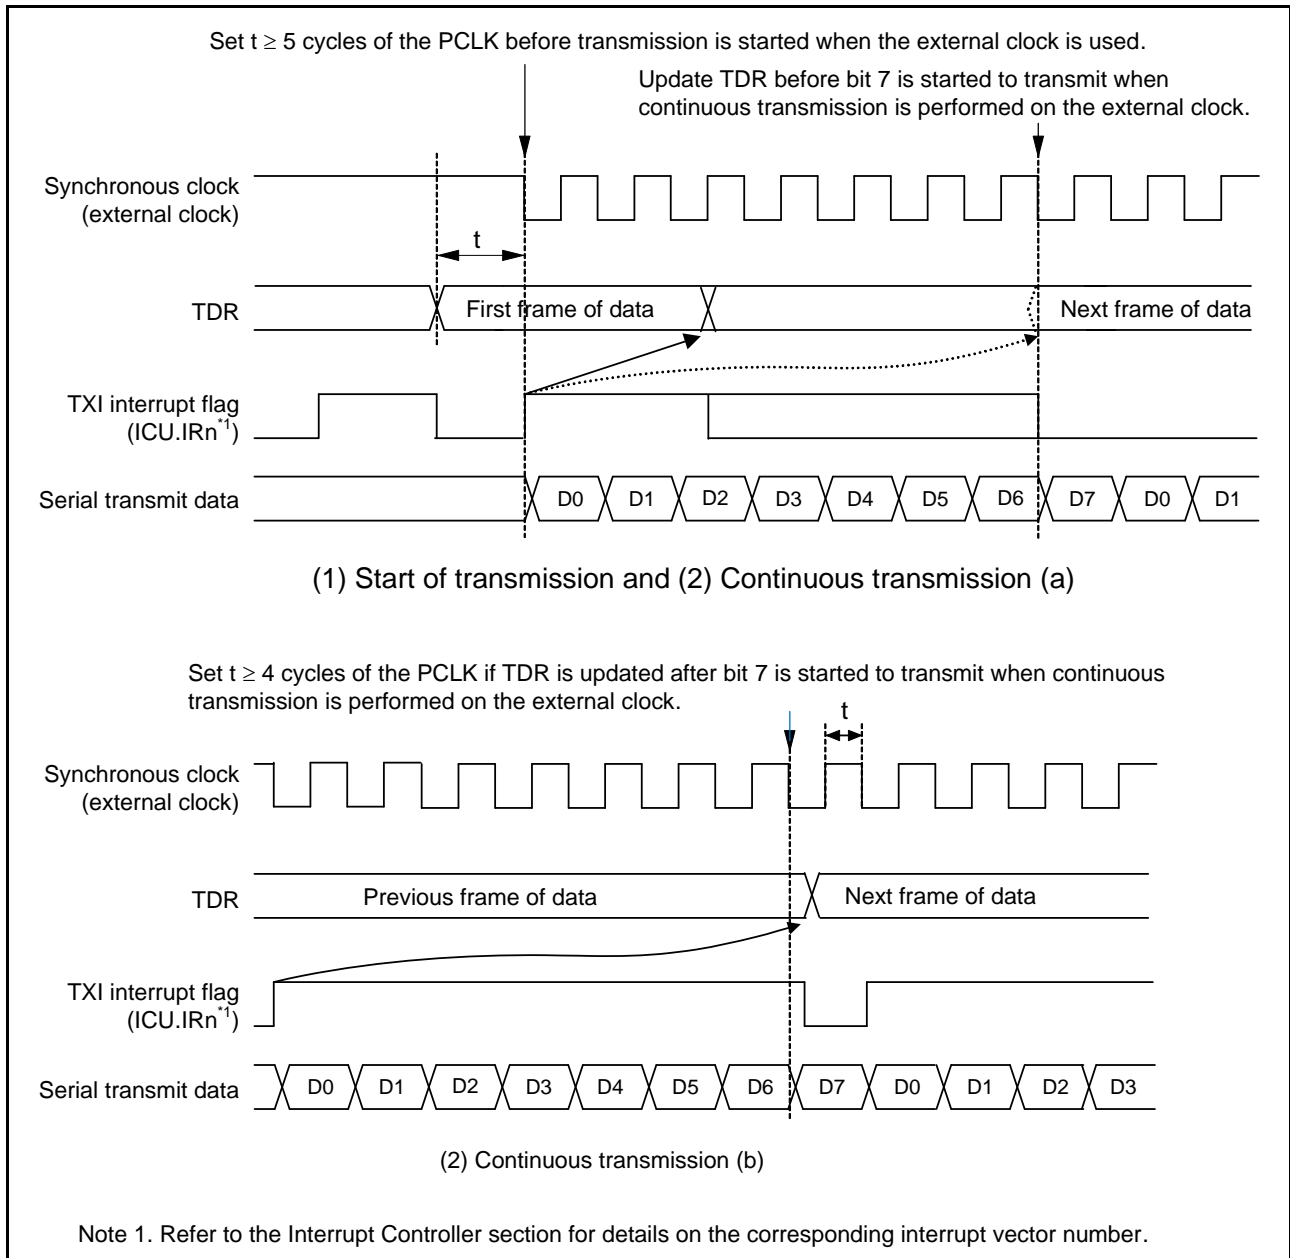 Set t ≥ 5 cycles of the PCLK before transmission is started when the external clock is used.
Update TDR before bit 7 is started to transmit when
continuous transmission is performed on the external clock.
Synchronous clock
(external clock)
t
TDR
First frame of data
Next frame of data
TXI interrupt flag
(ICU.IRn*1)
Serial transmit data
D0 D1 D2 D3 D4 D5 D6 D7 D0 D1
(1) Start of transmission and (2) Continuous transmission (a)
Set t ≥ 4 cycles of the PCLK if TDR is updated after bit 7 is started to transmit when continuous
transmission is performed on the external clock.
t
Synchronous clock
(external clock)
TDR
Previous frame of data
Next frame of data
TXI interrupt flag
(ICU.IRn*1)
Serial transmit data
D0 D1 D2 D3 D4 D5 D6 D7 D0 D1 D2 D3
(2) Continuous transmission (b)
Note 1. Refer to the Interrupt Controller section for details on the corresponding interrupt vector number.